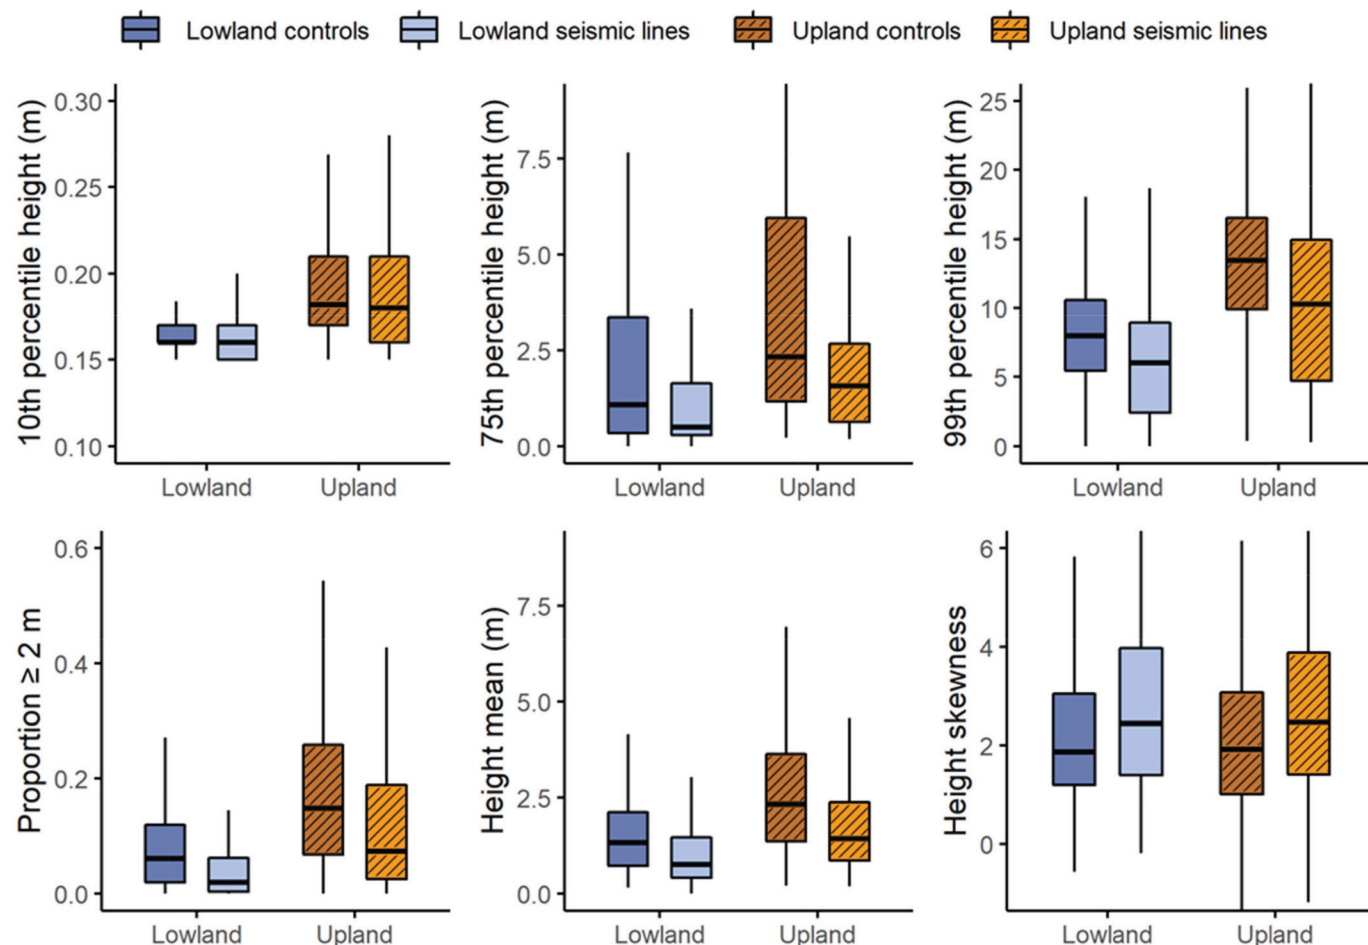 Lowland controls Lowland seismic lines Upland controls Upland seismic lines
10th percentile height (m)
0.30
0.25
0.20
0.15
0.10
Lowland Upland
75th percentile height (m)
7.5
5.0
2.5
0.0
Lowland Upland
99th percentile height (m)
25
20
15
10
5
0
Lowland Upland
Proportion ≥ 2 m
0.6
0.4
0.2
0.0
Lowland Upland
Height mean (m)
7.5
5.0
2.5
0.0
Lowland Upland
Height skewness
6
4
2
0
Lowland Upland